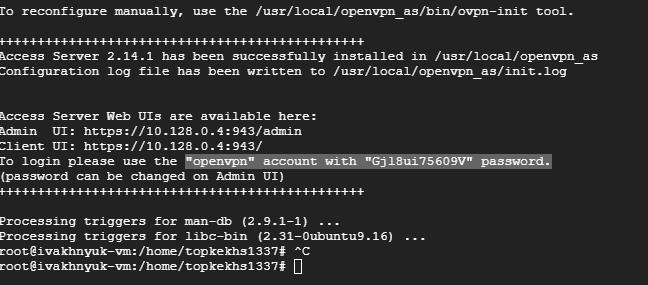 To reconfigure manually, use the /usr/local/openvpn_as/bin/ovpn-init tool.
+++++++++++++++++++++++++++++++++++++++++++++++
Access Server 2.14.1 has been successfully installed in /usr/local/openvpn_as
Configuration log file has been written to /usr/local/openvpn_as/init.log
Access Server Web UIs are available here:
Admin  UI: https://10.128.0.4:943/admin
Client UI: https://10.128.0.4:943/
To login please use the "openvpn" account with "Gjl8ui75609V" password.
(password can be changed on Admin UI)
+++++++++++++++++++++++++++++++++++++++++++++++
Processing triggers for man-db (2.9.1-1) ...
Processing triggers for libc-bin (2.31-0ubuntu9.16) ...
root@ivakhnyuk-vm:/home/topkekhs1337# ^C
root@ivakhnyuk-vm:/home/topkekhs1337#